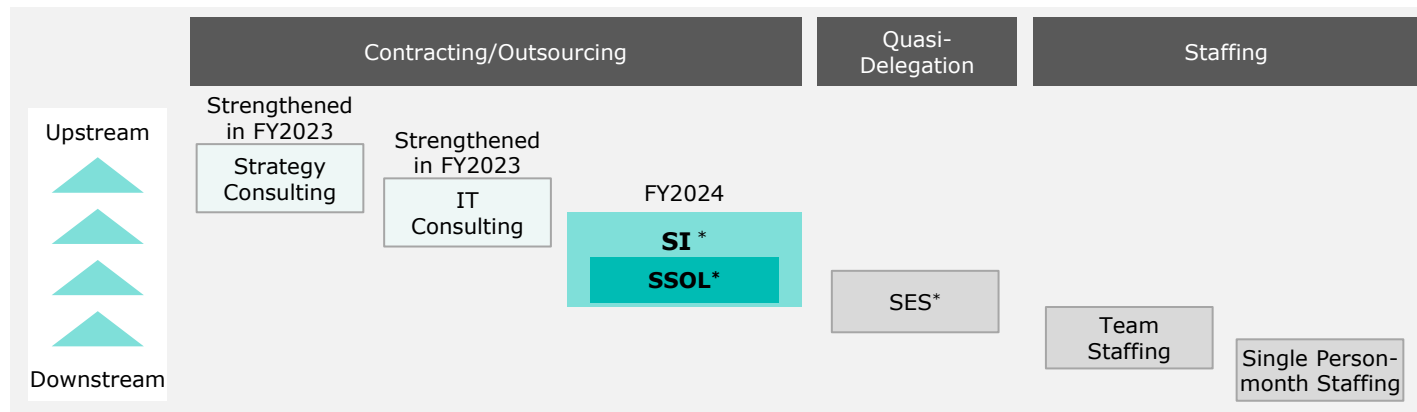 Contracting/Outsourcing
Quasi-
Delegation
Staffing
Upstream
Downstream
Strengthened
in FY2023
Strategy
Consulting
Strengthened
in FY2023
IT
Consulting
FY2024
SI *
SSOL*
SES*
Team
Staffing
Single Person-
month Staffing